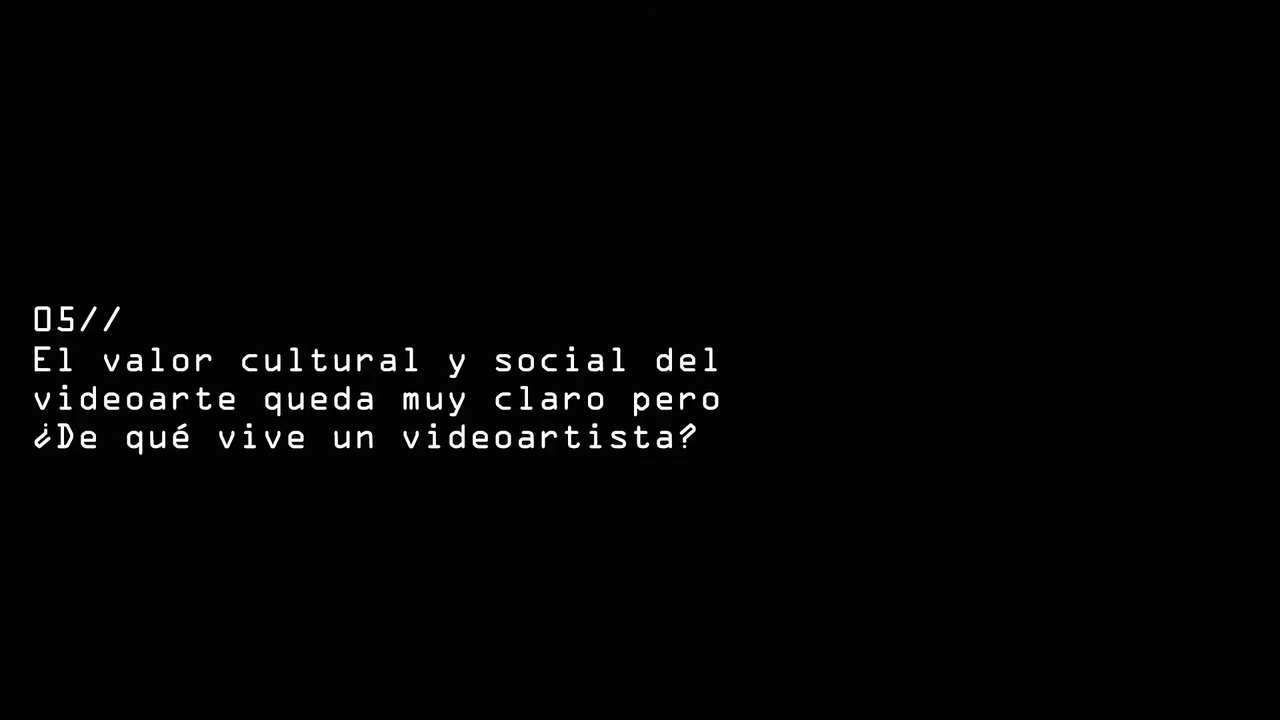 05//
El valor cultural y social del
videoarte queda muy claro pero
¿De qué vive un videoartista?